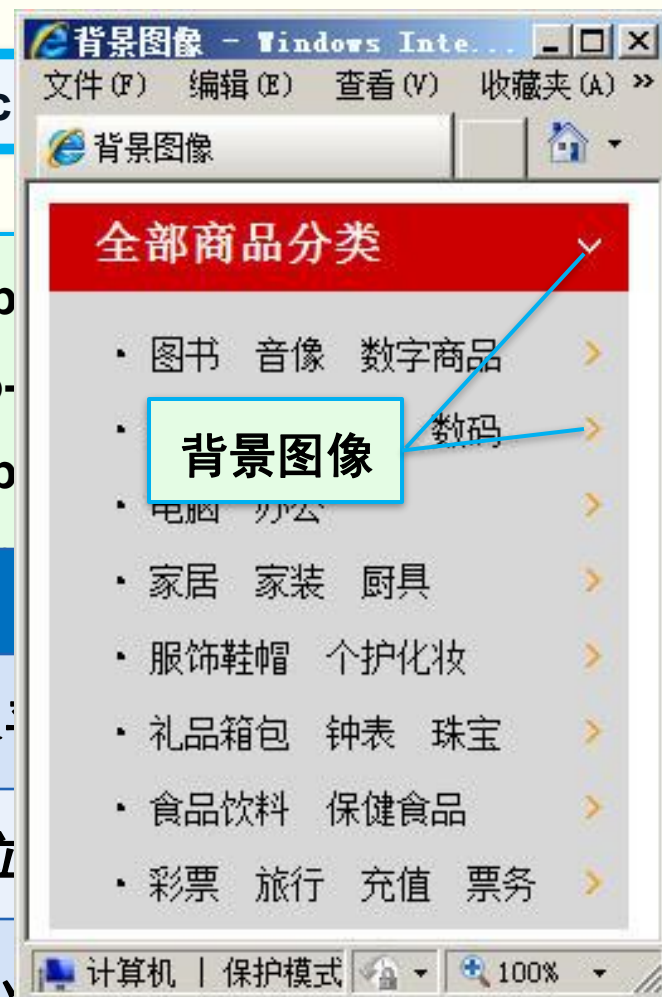 背景图像 - Windows Inte...
文件(F) 编辑(E) 查看(V) 收藏夹(A) »
背景图像
全部商品分类
· 图书 音像 数字商品
· 数码
背景图像
· 电脑 办公
· 家居 家装 厨具
· 服饰鞋帽 个护化妆
· 礼品箱包 钟表 珠宝
· 食品饮料 保健食品
· 彩票 旅行 充值 票务
计算机 | 保护模式 100%